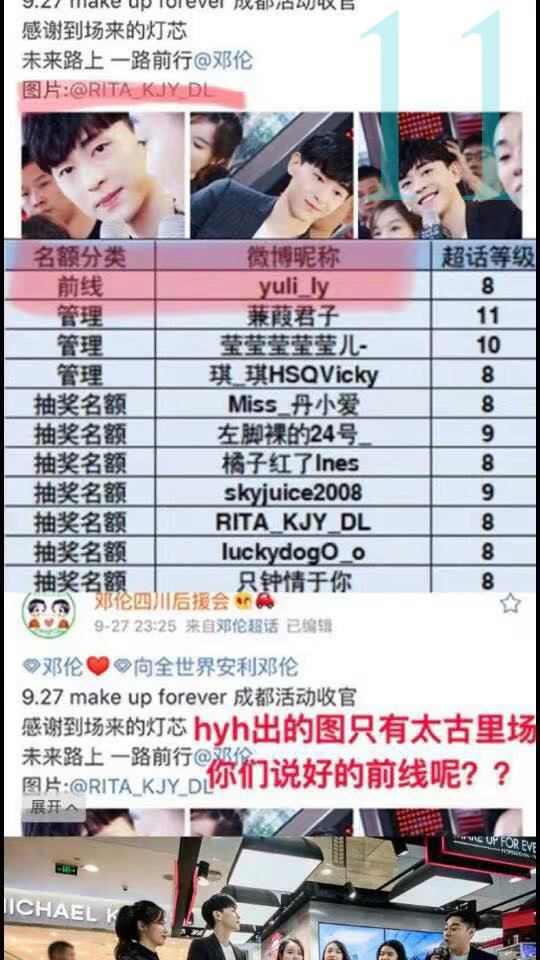 9.27 make up forever 成都活动收官
感谢到场来的灯芯
未来路上 一路前行@邓伦
图片:@RITA_KJY_DL
11
名额分类 微博昵称 超话等级
前线 yuli_ly 8
管理 蒹葭君子 11
管理 莹莹莹莹莹儿- 10
管理 琪_琪HSQVicky 8
抽奖名额 Miss_丹小爱 8
抽奖名额 左脚裸的24号_ 9
抽奖名额 橘子红了Ines 8
抽奖名额 skyjuice2008 9
抽奖名额 RITA_KJY_DL 8
抽奖名额 luckydogO_o 8
抽奖名额 只钟情于你 8
邓伦四川后援会
9-27 23:25 来自邓伦超话 已编辑
邓伦 向全世界安利邓伦
9.27 make up forever 成都活动收官
感谢到场来的灯芯
hyh出的图只有太古里场
未来路上 一路前行@邓伦
你们说好的前线呢？？
图片:@RITA_KJY_DL
展开
MAKE UP FOR EVE
MICHAEL K